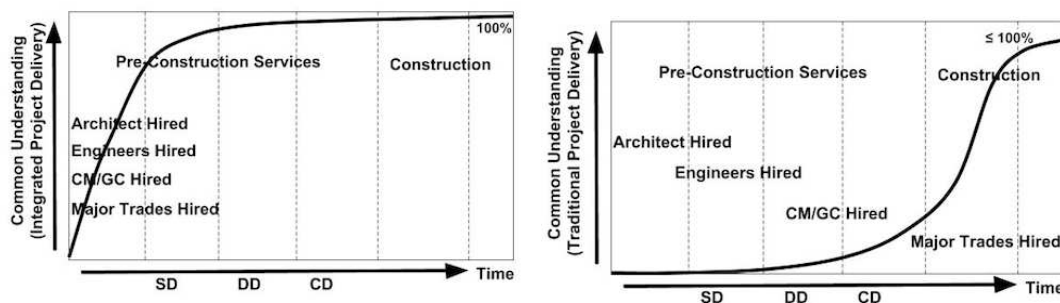 Common Understanding
(Integrated Project Delivery)
100%
Pre-Construction Services
Construction
Architect Hired
Engineers Hired
CM/GC Hired
Major Trades Hired
Time
SD
DD
CD
Common Understanding
(Traditional Project Delivery)
≤ 100%
Pre-Construction Services
Construction
Architect Hired
Engineers Hired
CM/GC Hired
Major Trades Hired
Time
SD
DD
CD